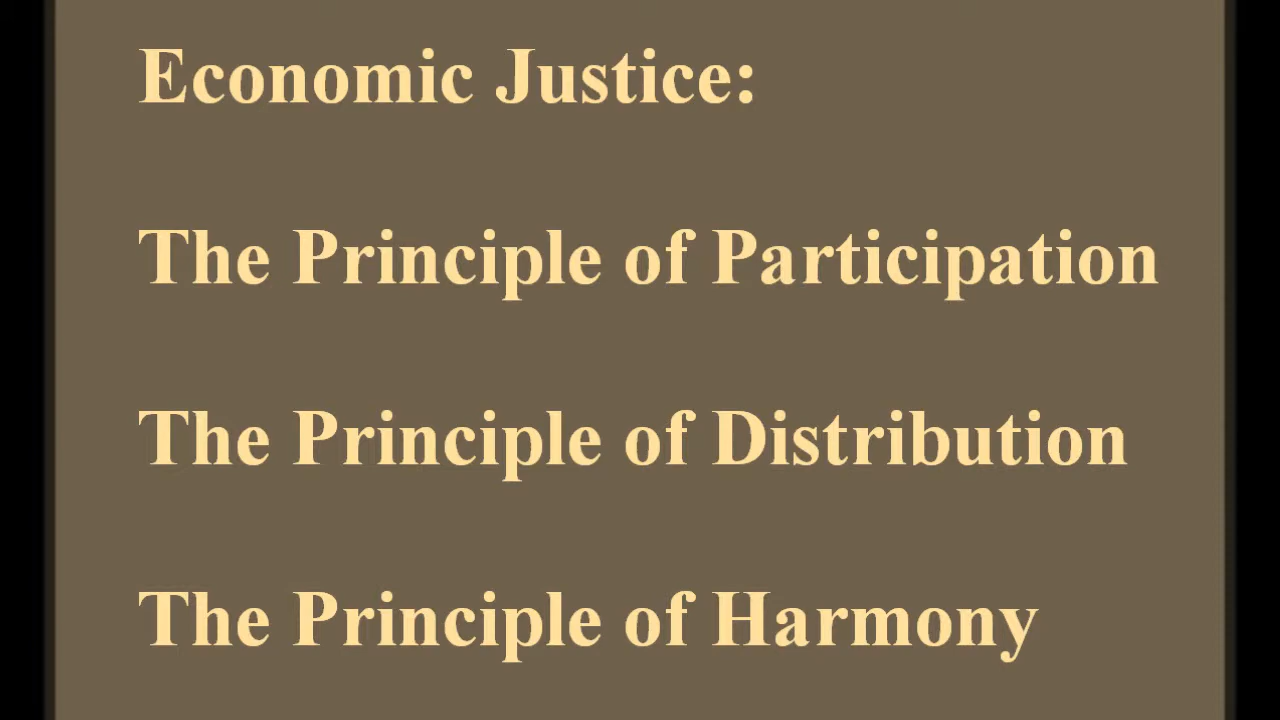 Economic Justice:
The Principle of Participation
The Principle of Distribution
The Principle of Harmony